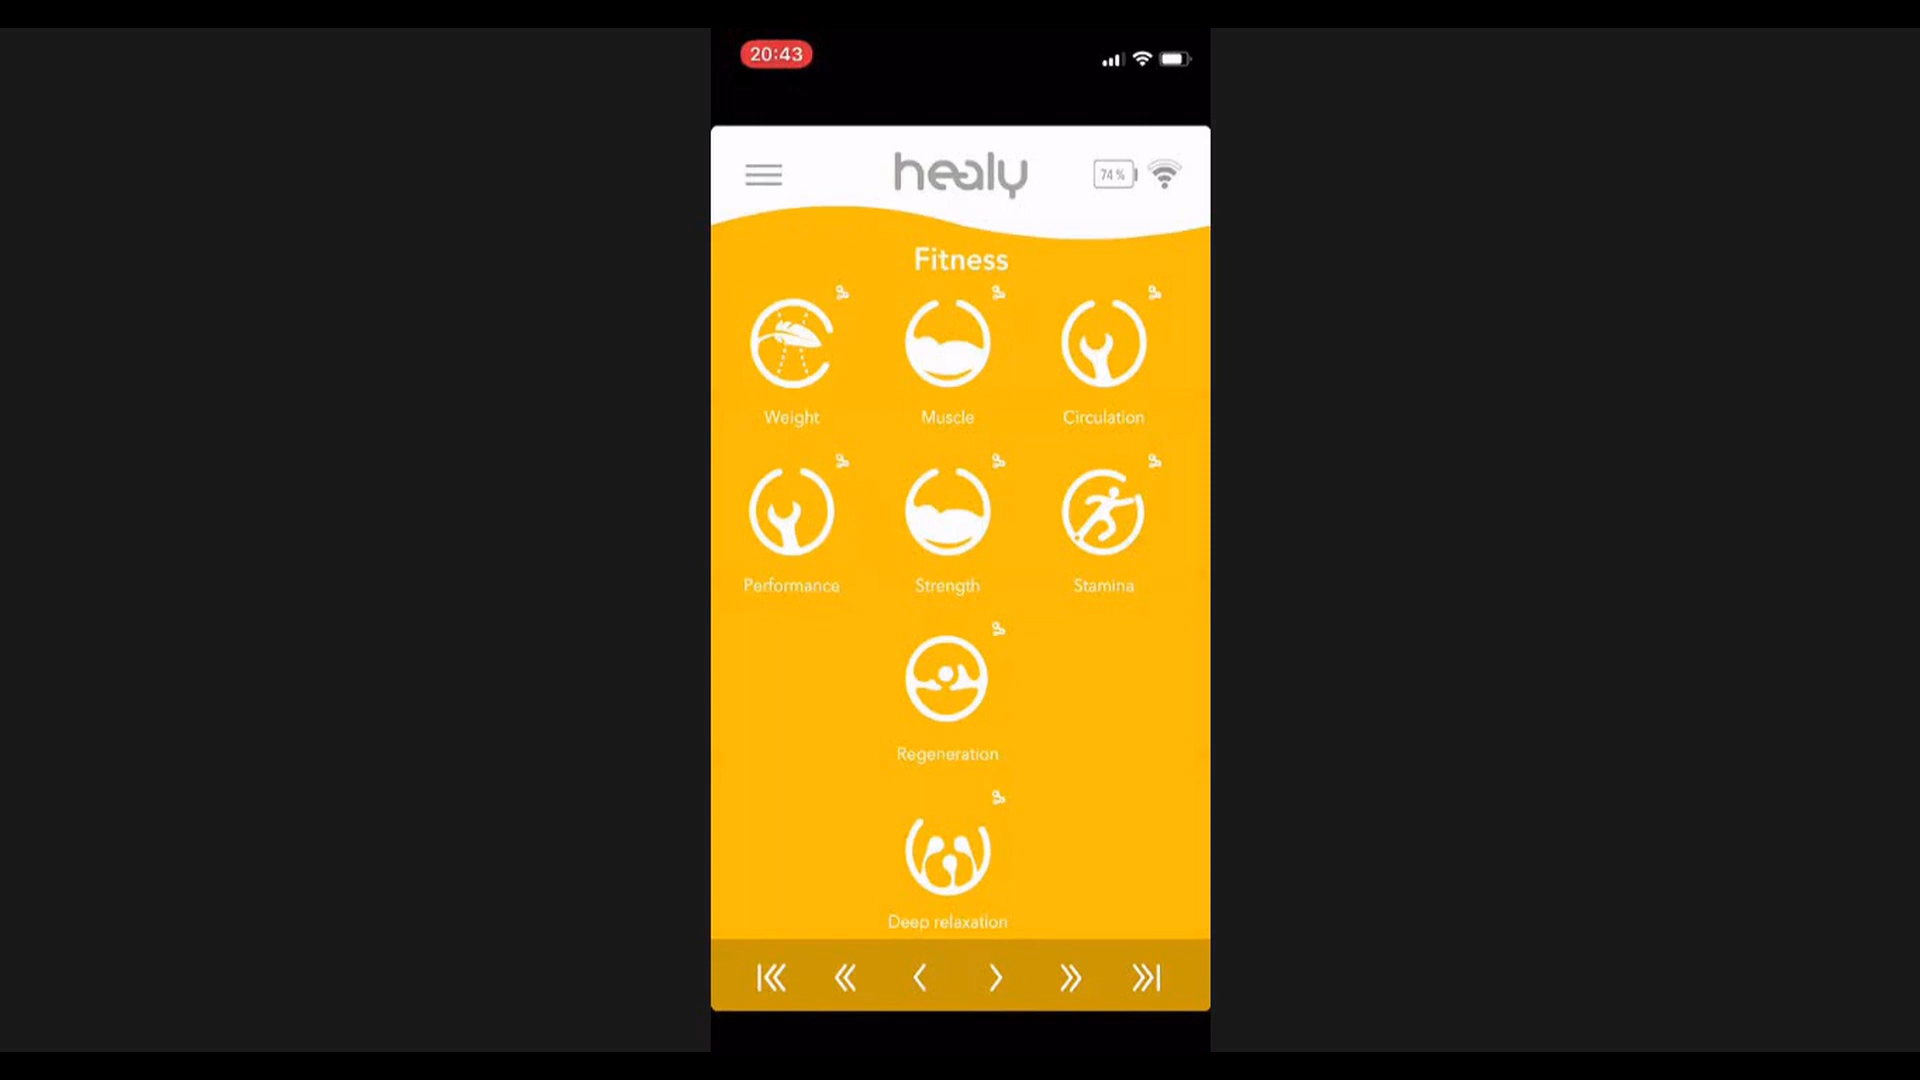 20:43
healy
74 %
Fitness
Weight
Muscle
Circulation
Performance
Strength
Stamina
Regeneration
Deep relaxation